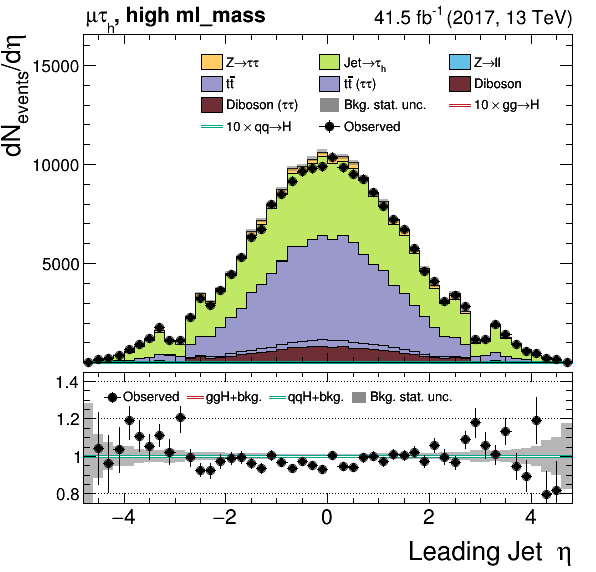 μτₕ, high ml_mass 41.5 fb⁻¹ (2017, 13 TeV)
dN_events/dη
15000
10000
5000
Z→ττ Jet→τₕ Z→ll
tt̄ tt̄ (ττ) Diboson
Diboson (ττ) Bkg. stat. unc. 10 × gg→H
10 × qq→H Observed
1.4
1.2
1
0.8
Observed ggH+bkg. qqH+bkg. Bkg. stat. unc.
−4 −2 0 2 4
Leading Jet η